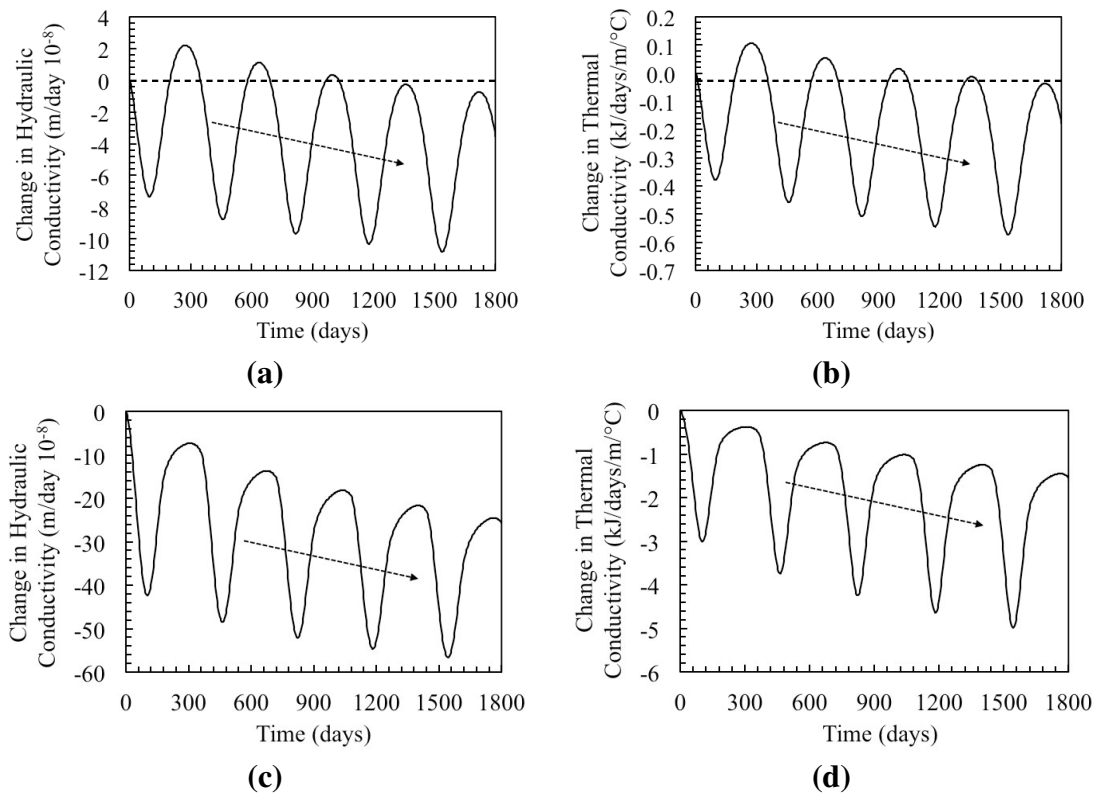 Change in Hydraulic
Conductivity (m/day 10⁻⁸)
4
2
0
-2
-4
-6
-8
-10
-12
0 300 600 900 1200 1500 1800
Time (days)
(a)
Change in Thermal
Conductivity (kJ/days/m/°C)
0.2
0.1
0.0
-0.1
-0.2
-0.3
-0.4
-0.5
-0.6
-0.7
0 300 600 900 1200 1500 1800
Time (days)
(b)
Change in Hydraulic
Conductivity (m/day 10⁻⁸)
0
-10
-20
-30
-40
-50
-60
0 300 600 900 1200 1500 1800
Time (days)
(c)
Change in Thermal
Conductivity (kJ/days/m/°C)
0
-1
-2
-3
-4
-5
-6
0 300 600 900 1200 1500 1800
Time (days)
(d)